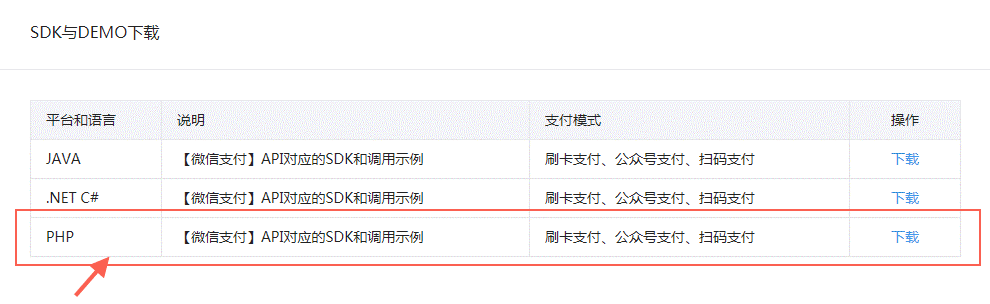 SDK与DEMO下载
平台和语言 说明 支付模式 操作
JAVA 【微信支付】API对应的SDK和调用示例 刷卡支付、公众号支付、扫码支付 下载
.NET C# 【微信支付】API对应的SDK和调用示例 刷卡支付、公众号支付、扫码支付 下载
PHP 【微信支付】API对应的SDK和调用示例 刷卡支付、公众号支付、扫码支付 下载